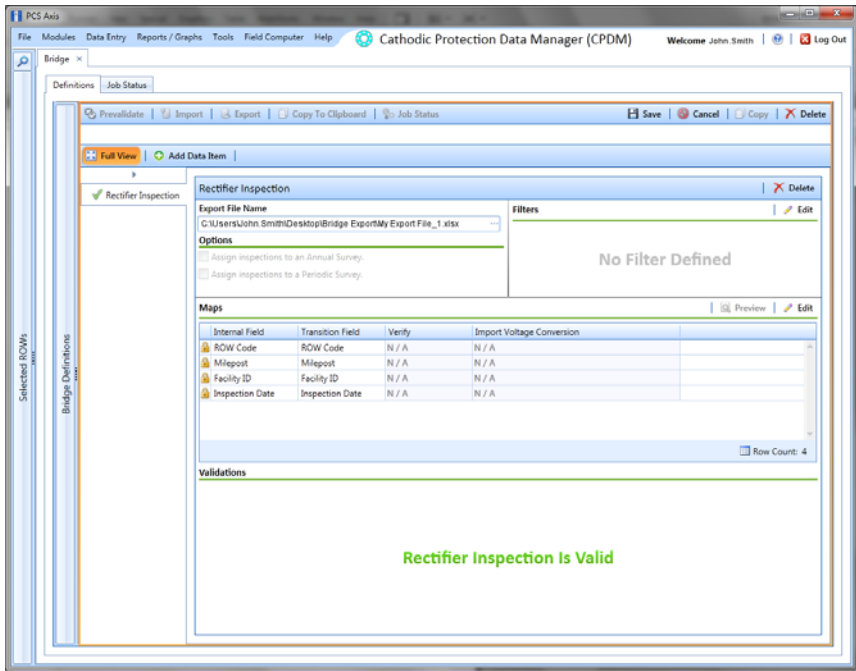 PCS Axis
File Modules Data Entry Reports / Graphs Tools Field Computer Help Cathodic Protection Data Manager (CPDM) Welcome John.Smith Log Out
Bridge ×
Definitions Job Status
Prevalidate Import Export Copy To Clipboard Job Status Save Cancel Copy Delete
Full View Add Data Item
Rectifier Inspection
Rectifier Inspection Delete
Export File Name
C:\Users\John.Smith\Desktop\Bridge Export\My Export File_1.xlsx ...
Options
Assign inspections to an Annual Survey.
Assign inspections to a Periodic Survey.
Filters Edit
No Filter Defined
Maps Preview Edit
Internal Field Transition Field Verify Import Voltage Conversion
ROW Code ROW Code N / A N / A
Milepost Milepost N / A N / A
Facility ID Facility ID N / A N / A
Inspection Date Inspection Date N / A N / A
Row Count: 4
Validations
Rectifier Inspection Is Valid
Selected ROWs
Bridge Definitions